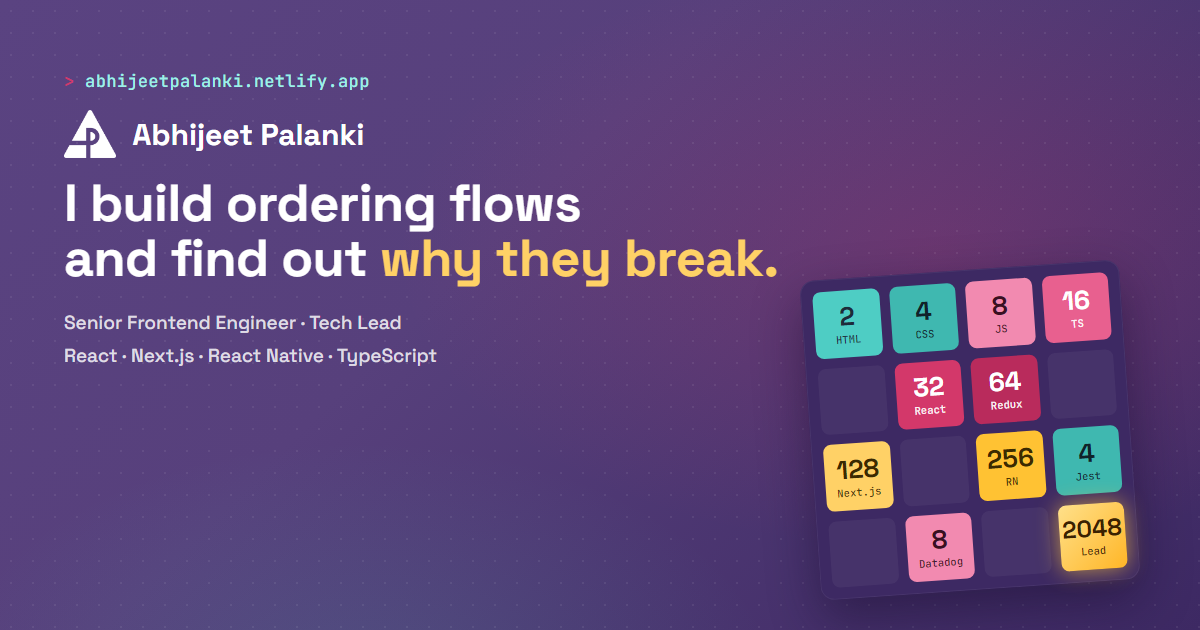 > abhijeetpalanki.netlify.app
Abhijeet Palanki
I build ordering flows
and find out why they break.
Senior Frontend Engineer · Tech Lead
React · Next.js · React Native · TypeScript
2
HTML
4
CSS
8
JS
16
TS
32
React
64
Redux
128
Next.js
256
RN
4
Jest
8
Datadog
2048
Lead